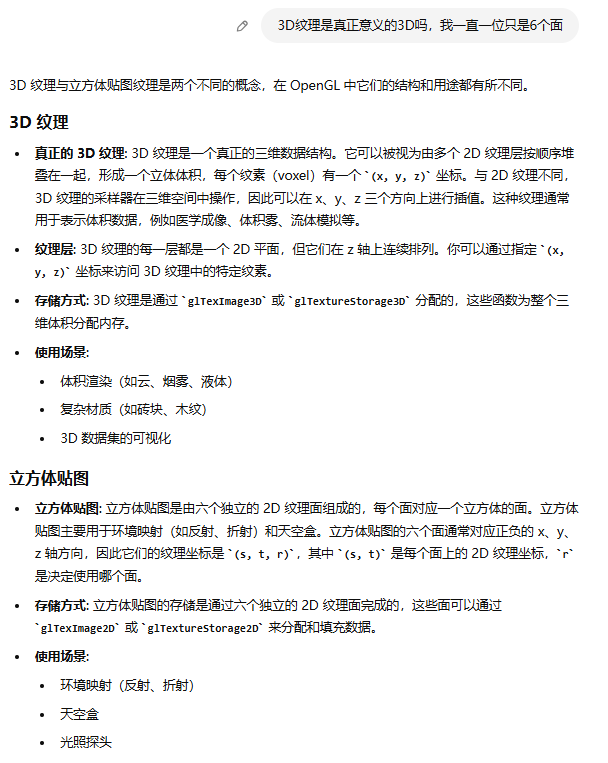 3D纹理是真正意义的3D吗，我一直一位只是6个面
3D 纹理与立方体贴图纹理是两个不同的概念，在 OpenGL 中它们的结构和用途都有所不同。
3D 纹理
• 真正的 3D 纹理: 3D 纹理是一个真正的三维数据结构。它可以被视为由多个 2D 纹理层按顺序堆
叠在一起，形成一个立体体积，每个纹素（voxel）有一个 `(x, y, z)` 坐标。与 2D 纹理不同，
3D 纹理的采样器在三维空间中操作，因此可以在 x、y、z 三个方向上进行插值。这种纹理通常
用于表示体积数据，例如医学成像、体积雾、流体模拟等。
• 纹理层: 3D 纹理的每一层都是一个 2D 平面，但它们在 z 轴上连续排列。你可以通过指定 `(x,
y, z)` 坐标来访问 3D 纹理中的特定纹素。
• 存储方式: 3D 纹理是通过 `glTexImage3D` 或 `glTextureStorage3D` 分配的，这些函数为整个三
维体积分配内存。
• 使用场景:
• 体积渲染（如云、烟雾、液体）
• 复杂材质（如砖块、木纹）
• 3D 数据集的可视化
立方体贴图
• 立方体贴图: 立方体贴图是由六个独立的 2D 纹理面组成的，每个面对应一个立方体的面。立方体
贴图主要用于环境映射（如反射、折射）和天空盒。立方体贴图的六个面通常对应正负的 x、y、
z 轴方向，因此它们的纹理坐标是 `(s, t, r)`，其中 `(s, t)` 是每个面上的 2D 纹理坐标，`r`
是决定使用哪个面。
• 存储方式: 立方体贴图的存储是通过六个独立的 2D 纹理面完成的，这些面可以通过
`glTexImage2D` 或 `glTextureStorage2D` 来分配和填充数据。
• 使用场景:
• 环境映射（反射、折射）
• 天空盒
• 光照探头